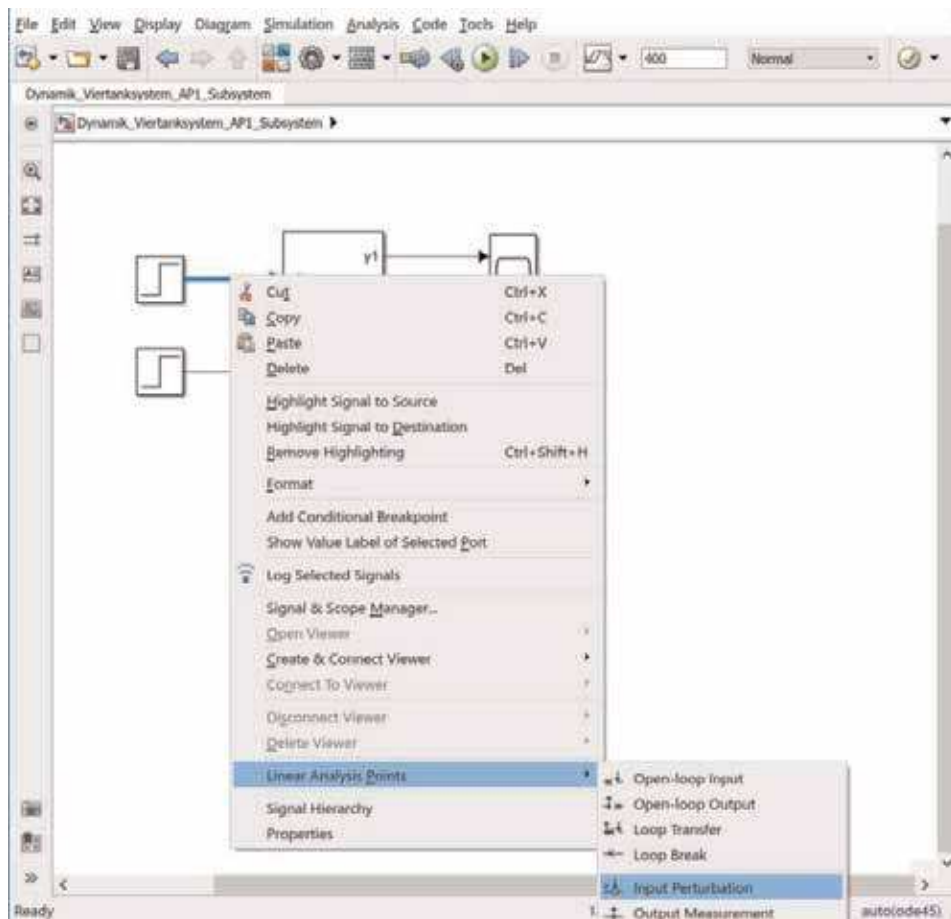 File Edit View Display Diagram Simulation Analysis Code Tools Help
400 Normal
Dynamik_Viertanksystem_AP1_Subsystem
Dynamik_Viertanksystem_AP1_Subsystem
y1
Cut Ctrl+X
Copy Ctrl+C
Paste Ctrl+V
Delete Del
Highlight Signal to Source
Highlight Signal to Destination
Remove Highlighting Ctrl+Shift+H
Format
Add Conditional Breakpoint
Show Value Label of Selected Port
Log Selected Signals
Signal & Scope Manager...
Open Viewer
Create & Connect Viewer
Connect To Viewer
Disconnect Viewer
Delete Viewer
Linear Analysis Points
Signal Hierarchy
Properties
Open-loop Input
Open-loop Output
Loop Transfer
Loop Break
Input Perturbation
Output Measurement
Ready auto(ode45)